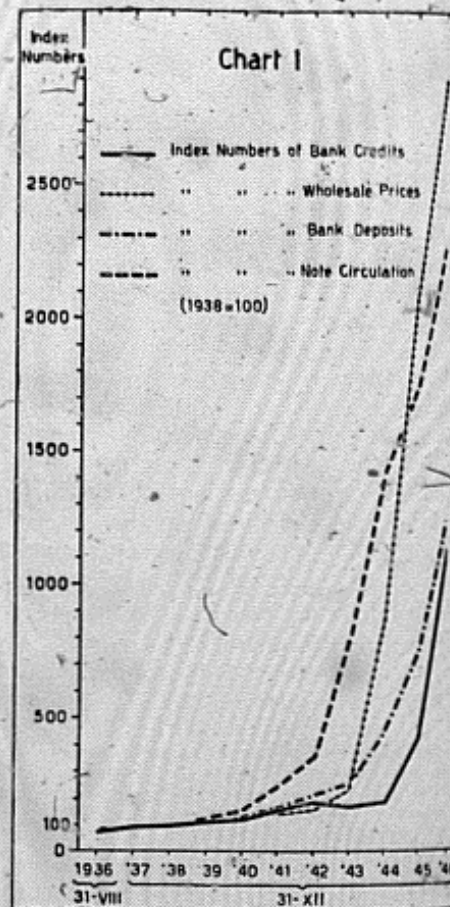 Index
Numbers
Chart 1
Index Numbers of Bank Credits
" " " Wholesale Prices
" " " Bank Deposits
" " " Note Circulation
(1938=100)
2500
2000
1500
1000
500
100
0
1936 '37 '38 '39 '40 '41 '42 '43 '44 45
31-VIII 31-XII